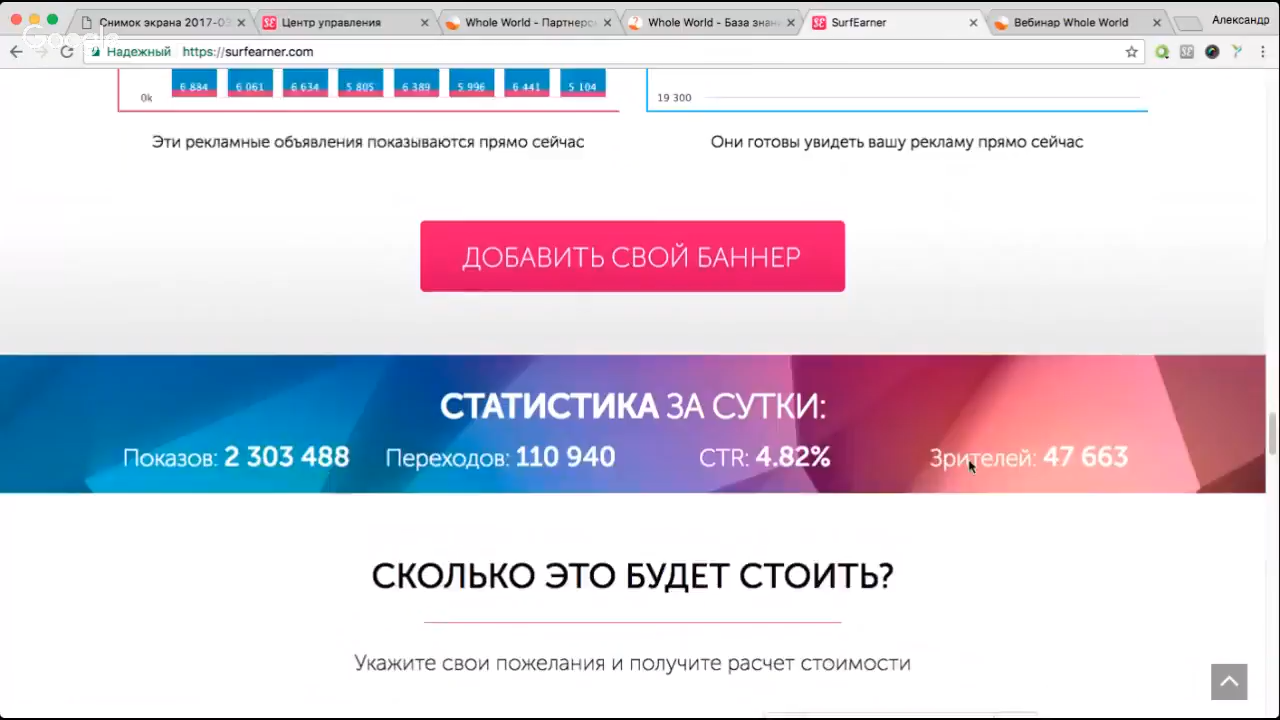 Снимок экрана 2017-03
Центр управления
Whole World - Партнерс
Whole World - База знан
SurfEarner
Вебинар Whole World
Александр
Google
Надежный
https://surfearner.com
6 884
6 061
6 634
5 805
6 389
5 996
6 441
5 104
0k
19 300
Эти рекламные объявления показываются прямо сейчас
Они готовы увидеть вашу рекламу прямо сейчас
ДОБАВИТЬ СВОЙ БАННЕР
СТАТИСТИКА ЗА СУТКИ:
Показов: 2 303 488
Переходов: 110 940
CTR: 4.82%
Зрителей: 47 663
СКОЛЬКО ЭТО БУДЕТ СТОИТЬ?
Укажите свои пожелания и получите расчет стоимости